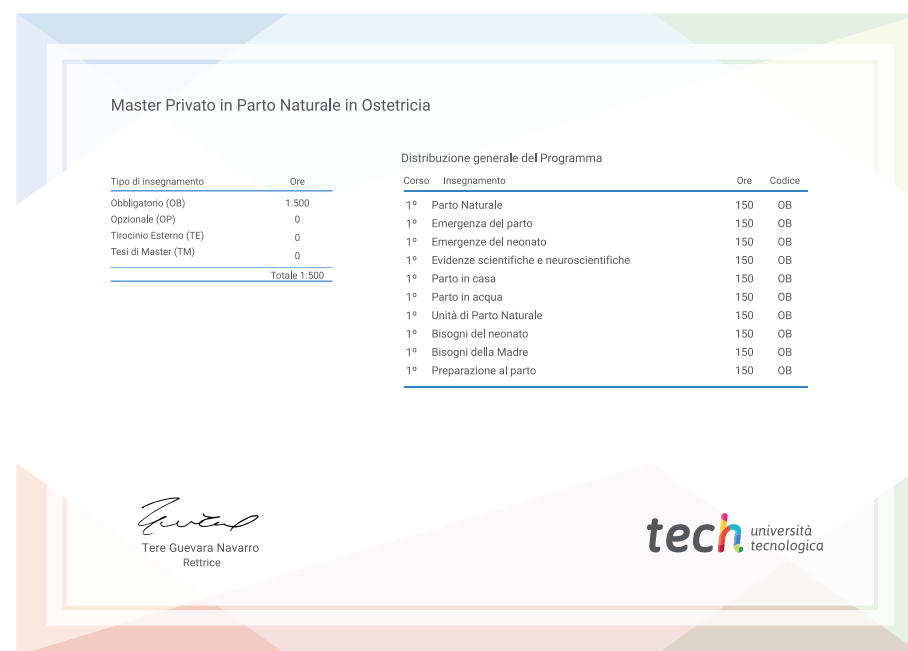 Master Privato in Parto Naturale in Ostetricia
Distribuzione generale del Programma
Tipo di insegnamento Ore
Obbligatorio (OB) 1.500
Opzionale (OP) 0
Tirocinio Esterno (TE) 0
Tesi di Master (TM) 0
Totale 1.500
Corso Insegnamento Ore Codice
1º Parto Naturale 150 OB
1º Emergenza del parto 150 OB
1º Emergenze del neonato 150 OB
1º Evidenze scientifiche e neuroscientifiche 150 OB
1º Parto in casa 150 OB
1º Parto in acqua 150 OB
1º Unità di Parto Naturale 150 OB
1º Bisogni del neonato 150 OB
1º Bisogni della Madre 150 OB
1º Preparazione al parto 150 OB
Tere Guevara Navarro
Rettrice
tech università
tecnologica